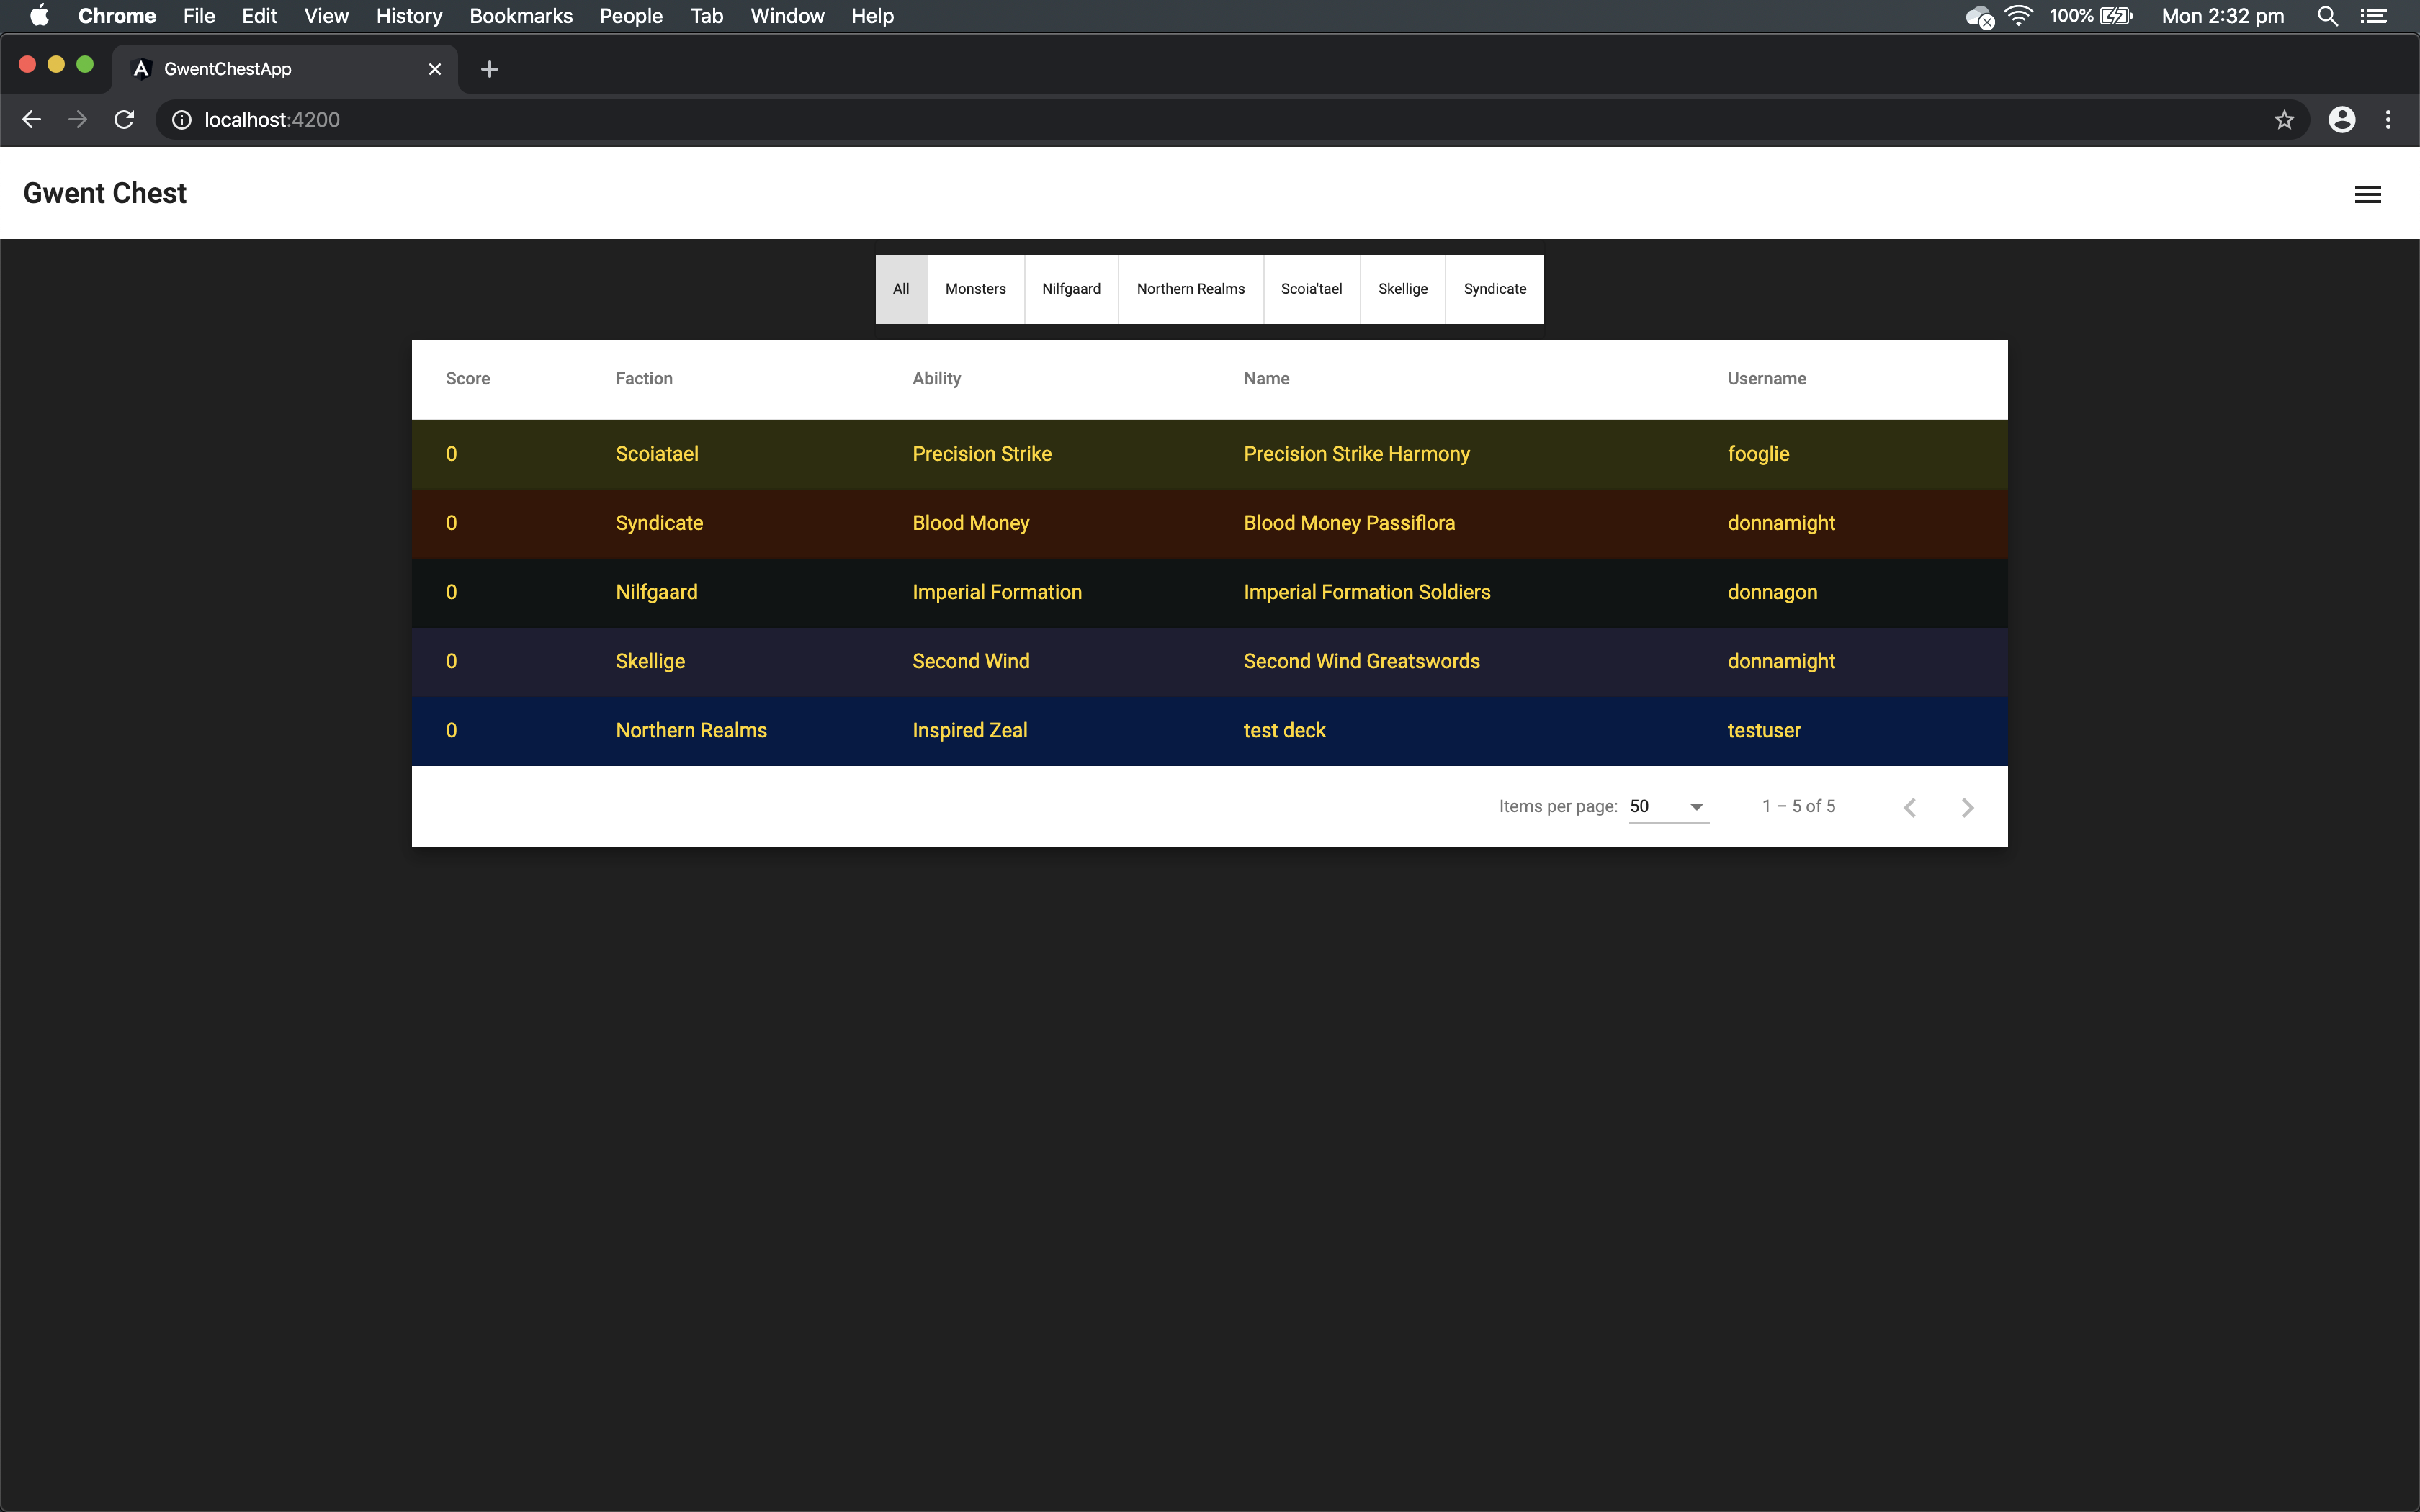 Chrome File Edit View History Bookmarks People Tab Window Help 100% Mon 2:32 pm
GwentChestApp
localhost:4200
Gwent Chest
All Monsters Nilfgaard Northern Realms Scoia'tael Skellige Syndicate
Score Faction Ability Name Username
0 Scoiatael Precision Strike Precision Strike Harmony fooglie
0 Syndicate Blood Money Blood Money Passiflora donnamight
0 Nilfgaard Imperial Formation Imperial Formation Soldiers donnagon
0 Skellige Second Wind Second Wind Greatswords donnamight
0 Northern Realms Inspired Zeal test deck testuser
Items per page: 50 1 – 5 of 5